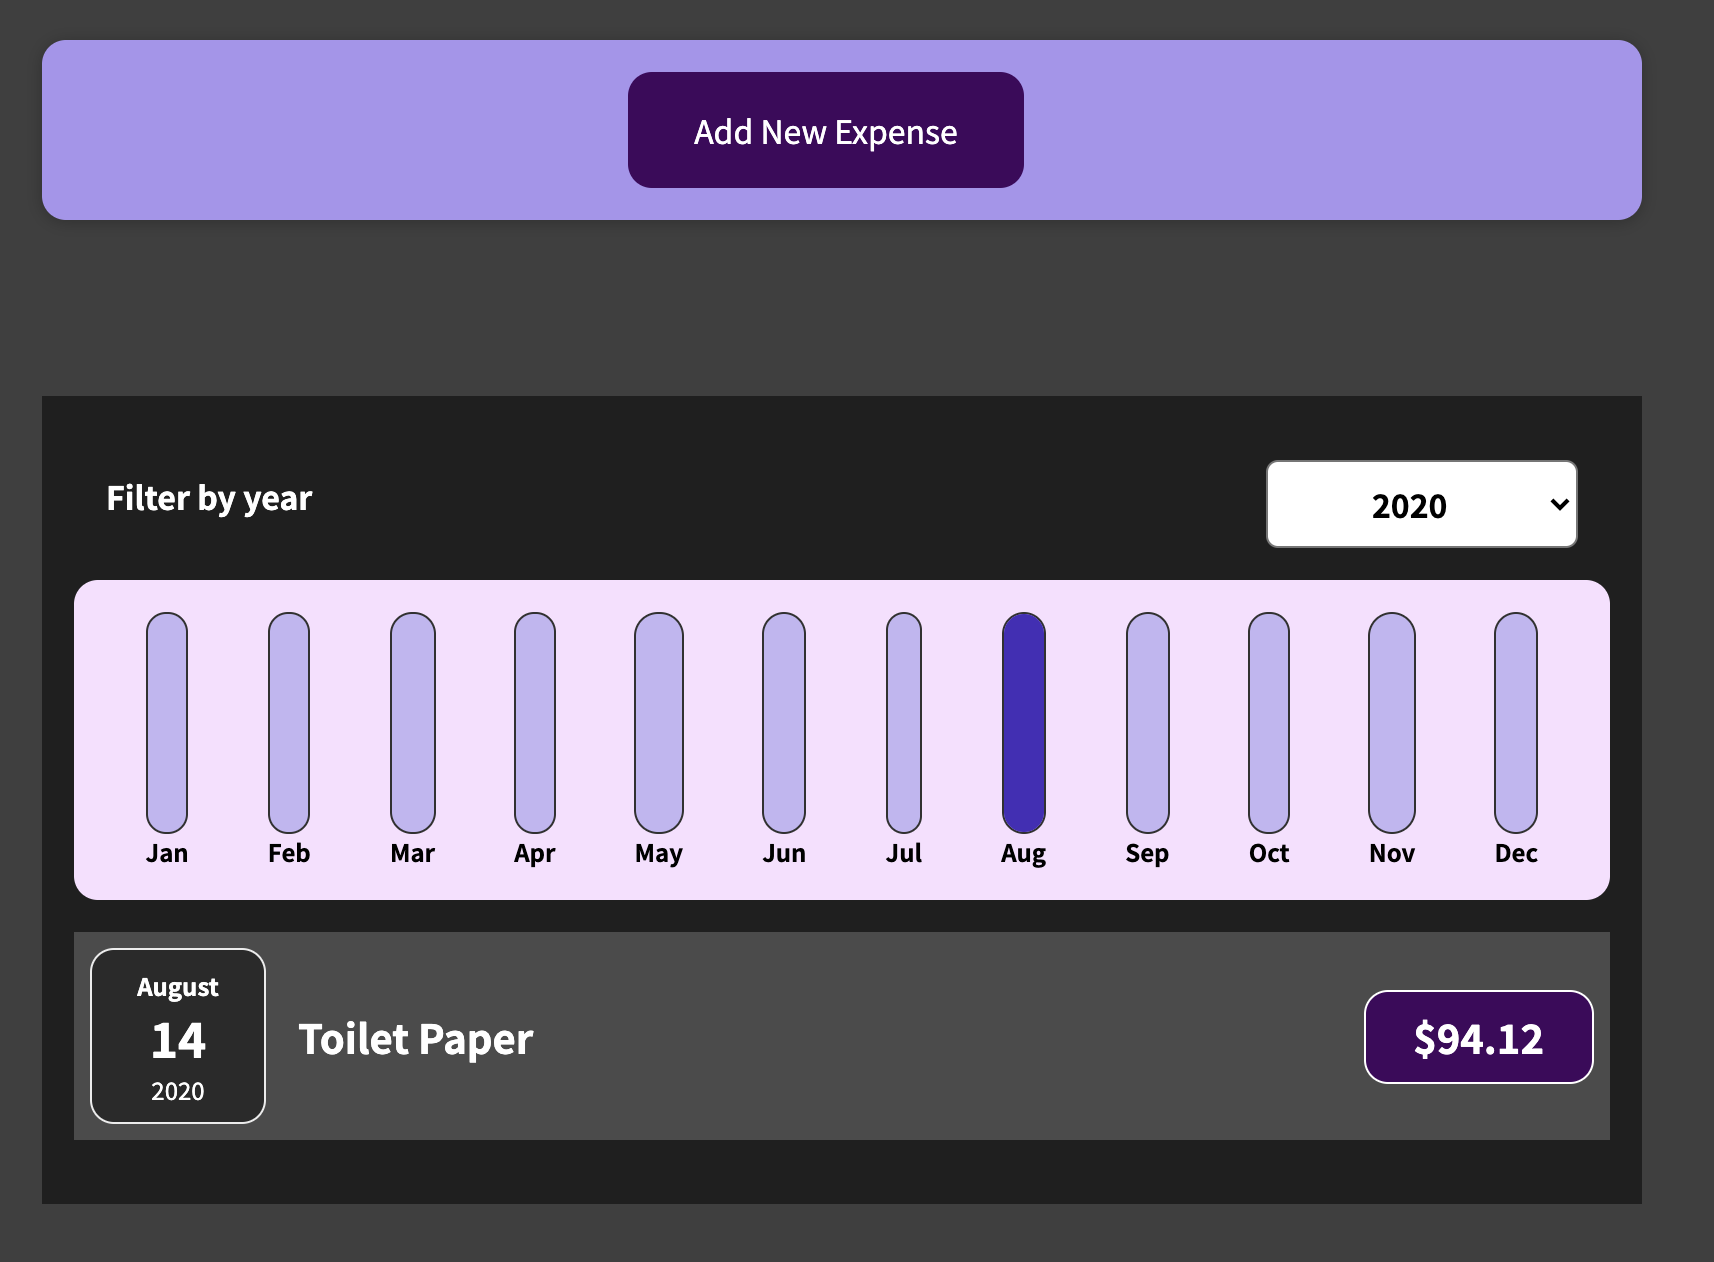 Add New Expense
Filter by year
2020
Jan Feb Mar Apr May Jun Jul Aug Sep Oct Nov Dec
August
14
2020
Toilet Paper
$94.12